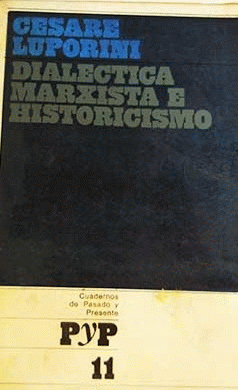 CESARE
LUPORINI
DIALECTICA
MARXISTA E
HISTORICISMO
Cuadernos
de Pasado y
Presente
PyP
11